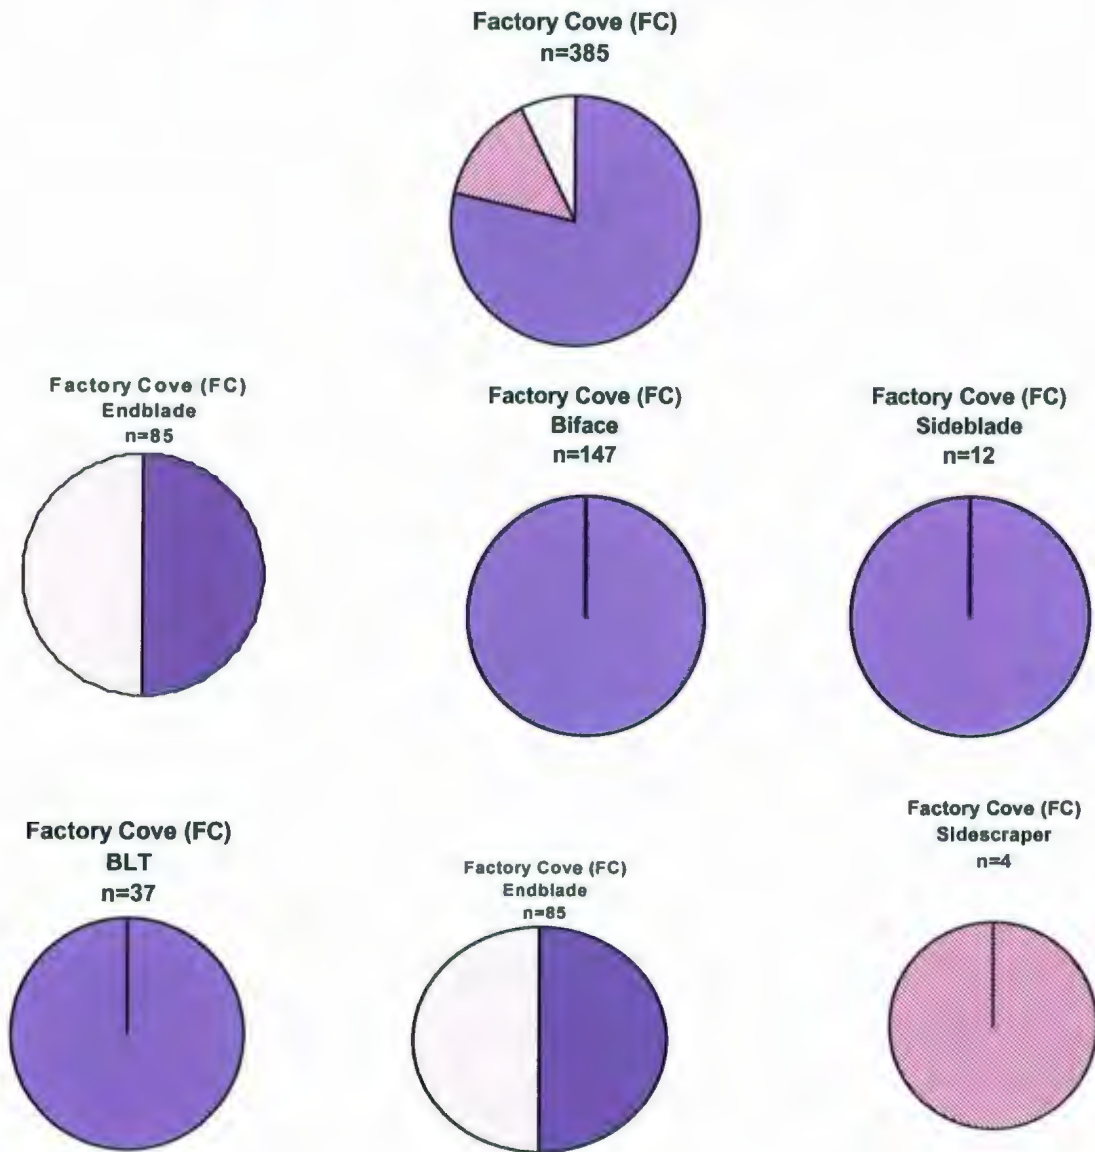 Factory Cove (FC)
n=385
Factory Cove (FC)
Endblade
n=85
Factory Cove (FC)
Biface
n=147
Factory Cove (FC)
Sideblade
n=12
Factory Cove (FC)
BLT
n=37
Factory Cove (FC)
Endblade
n=85
Factory Cove (FC)
Sidescraper
n=4